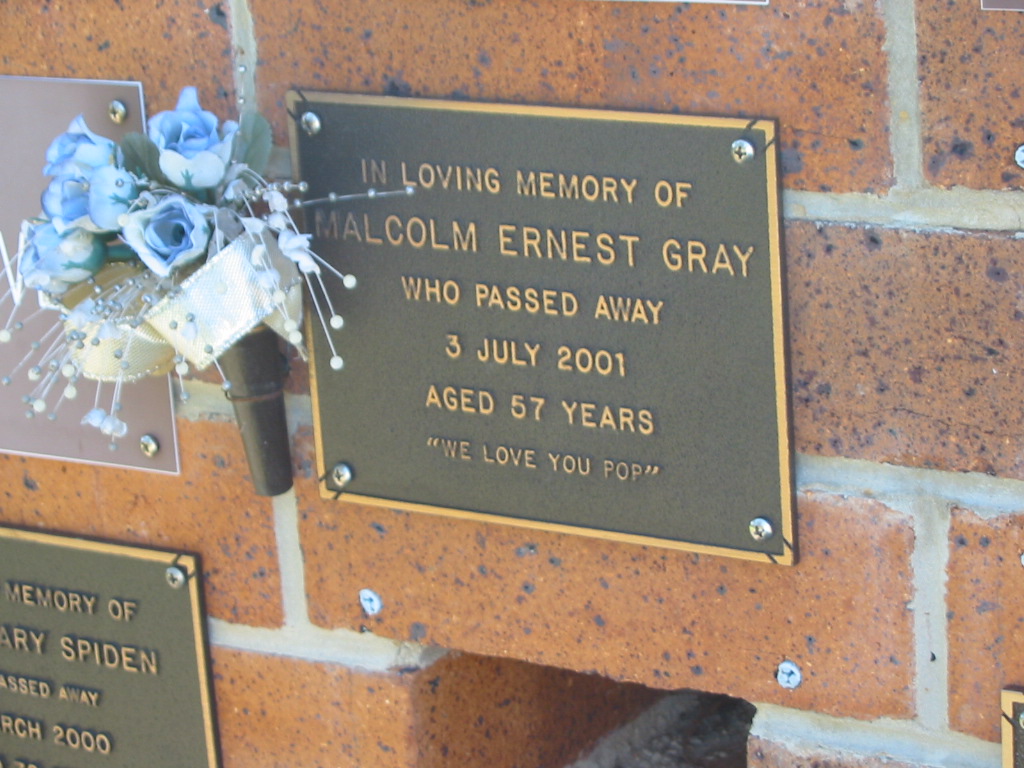 IN LOVING MEMORY OF
MALCOLM ERNEST GRAY
WHO PASSED AWAY
3 JULY 2001
AGED 57 YEARS
"WE LOVE YOU POP"
MEMORY OF
ARY SPIDEN
ASSED AWAY
RCH 2000